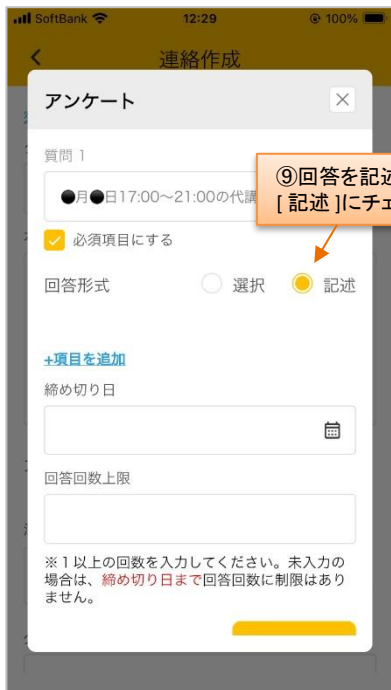 SoftBank 12:29 100%
連絡作成
アンケート
質問 1
●月●日17:00~21:00の代講
⑨回答を記述
[ 記述 ]にチェ
必須項目にする
回答形式 選択 記述
+項目を追加
締め切り日
回答回数上限
※1以上の回数を入力してください。未入力の
場合は、締め切り日まで回答回数に制限はあり
ません。